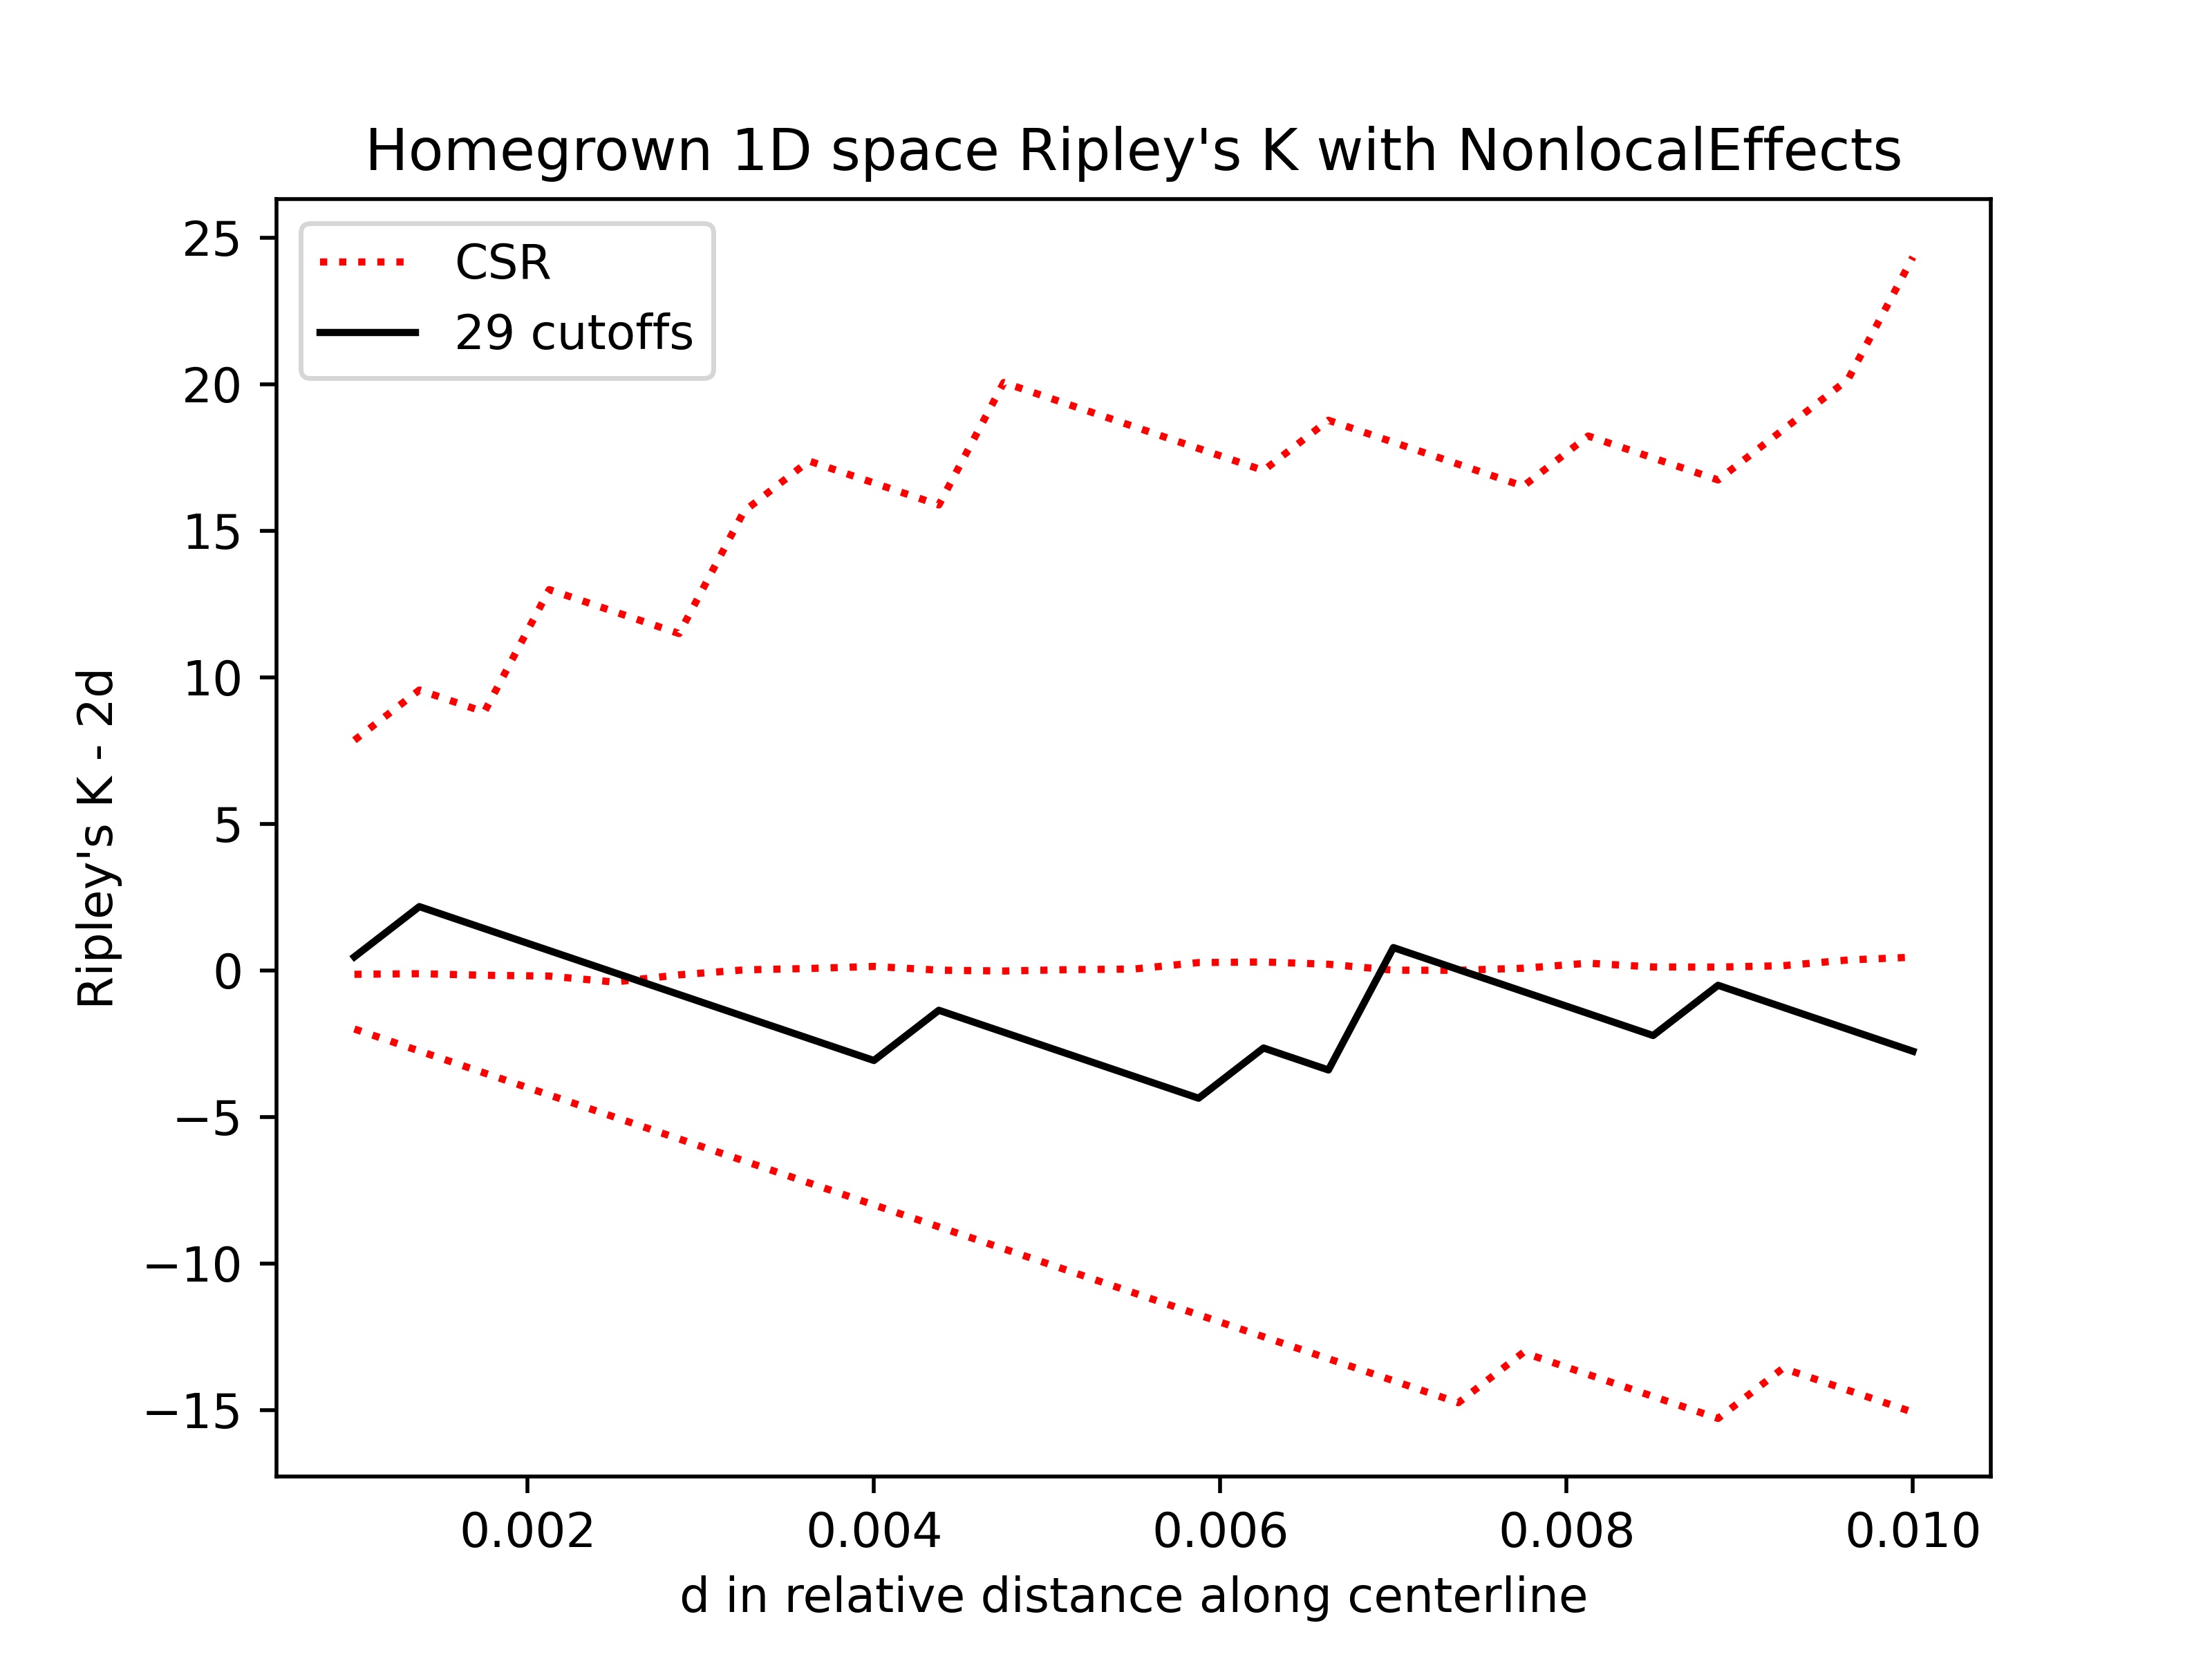 Homegrown 1D space Ripley's K with NonlocalEffects
CSR
29 cutoffs
Ripley's K - 2d
25
20
15
10
5
0
−5
−10
−15
0.002 0.004 0.006 0.008 0.010
d in relative distance along centerline